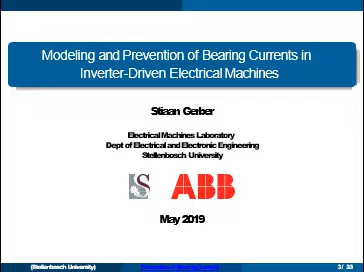 Modeling and Prevention of Bearing Currents in
Inverter-Driven Electrical Machines
Stiaan Gerber
Electrical Machines Laboratory
Dept of Electrical and Electronic Engineering
Stellenbosch University
ABB
May 2019
(Stellenbosch University)
3 / 33